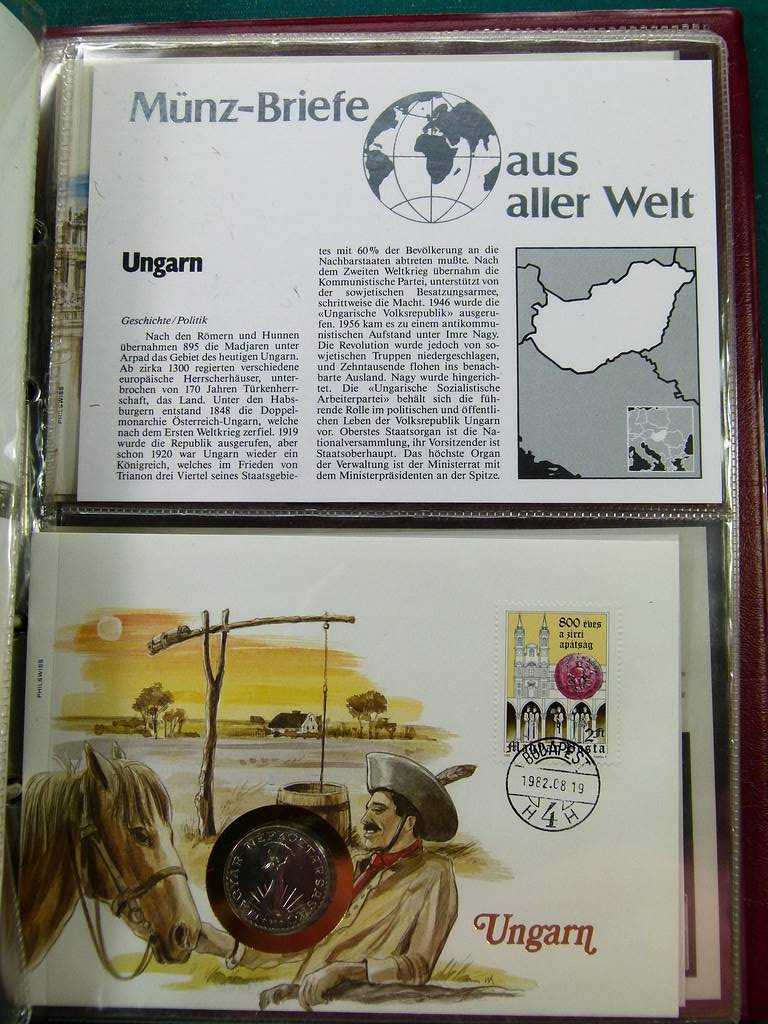 Münz-Briefe
aus
aller Welt
Ungarn
Geschichte/Politik
Nach den Römern und Hunnen
übernahmen 895 die Madjaren unter
Arpad das Gebiet des heutigen Ungarn.
Ab zirka 1300 regierten verschiedene
europäische Herrscherhäuser, unter-
brochen von 170 Jahren Türkenherr-
schaft, das Land. Unter den Habs-
burgern entstand 1848 die Doppel-
monarchie Österreich-Ungarn, welche
nach dem Ersten Weltkrieg zerfiel. 1919
wurde die Republik ausgerufen, aber
schon 1920 war Ungarn wieder ein
Königreich, welches im Frieden von
Trianon drei Viertel seines Staatsgebie-
tes mit 60% der Bevölkerung an die
Nachbarstaaten abtreten mußte. Nach
dem Zweiten Weltkrieg übernahm die
Kommunistische Partei, unterstützt von
der sowjetischen Besatzungsarmee,
schrittweise die Macht. 1946 wurde die
«Ungarische Volksrepublik» ausgeru-
fen. 1956 kam es zu einem antikommu-
nistischen Aufstand unter Imre Nagy.
Die Revolution wurde jedoch von so-
wjetischen Truppen niedergeschlagen,
und Zehntausende flohen ins benach-
barte Ausland. Nagy wurde hingerich-
tet. Die «Ungarische Sozialistische
Arbeiterpartei» behält sich die füh-
rende Rolle im politischen und öffentli-
chen Leben der Volksrepublik Ungarn
vor. Oberstes Staatsorgan ist die Na-
tionalversammlung, ihr Vorsitzender ist
Staatsoberhaupt. Das höchste Organ
der Verwaltung ist der Ministerrat mit
dem Ministerpräsidenten an der Spitze.
PHILSWISS
PHILSWISS
800 éves
a zirci
apátság
2 Ft
Magyar Posta
BUDAPEST
1982.08 19
H 4 H
MAGYAR NÉPKÖZTÁRSASÁG
Ungarn